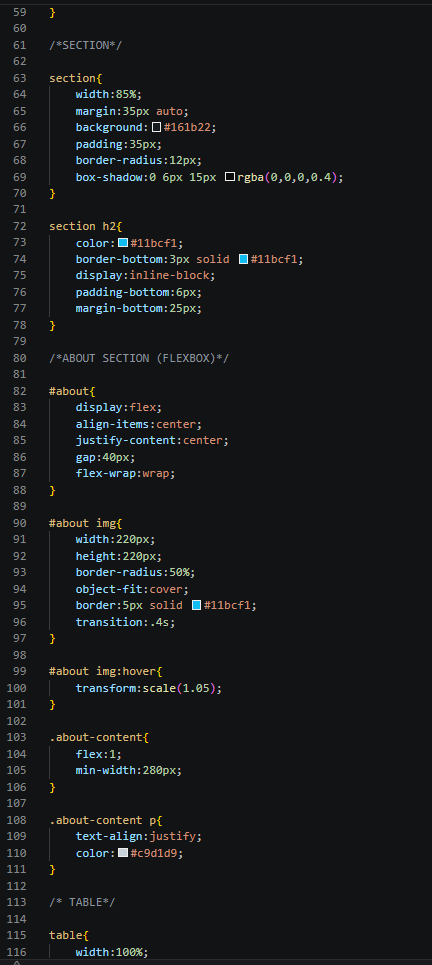 59 }
60
61 /*SECTION*/
62
63 section{
64 width:85%;
65 margin:35px auto;
66 background:#161b22;
67 padding:35px;
68 border-radius:12px;
69 box-shadow:0 6px 15px rgba(0,0,0,0.4);
70 }
71
72 section h2{
73 color:#11bcf1;
74 border-bottom:3px solid #11bcf1;
75 display:inline-block;
76 padding-bottom:6px;
77 margin-bottom:25px;
78 }
79
80 /*ABOUT SECTION (FLEXBOX)*/
81
82 #about{
83 display:flex;
84 align-items:center;
85 justify-content:center;
86 gap:40px;
87 flex-wrap:wrap;
88 }
89
90 #about img{
91 width:220px;
92 height:220px;
93 border-radius:50%;
94 object-fit:cover;
95 border:5px solid #11bcf1;
96 transition:.4s;
97 }
98
99 #about img:hover{
100 transform:scale(1.05);
101 }
102
103 .about-content{
104 flex:1;
105 min-width:280px;
106 }
107
108 .about-content p{
109 text-align:justify;
110 color:#c9d1d9;
111 }
112
113 /* TABLE*/
114
115 table{
116 width:100%;